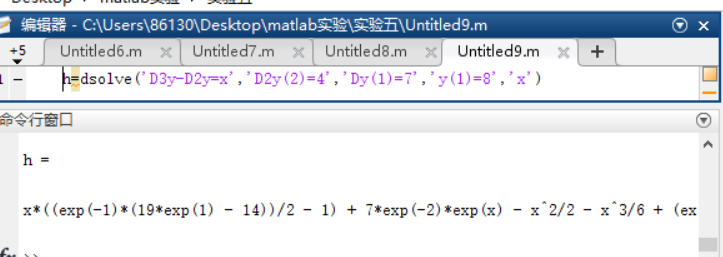 编辑器 - C:\Users\86130\Desktop\matlab实验\实验五\Untitled9.m
+5 Untitled6.m Untitled7.m Untitled8.m Untitled9.m
1 - h=dsolve('D3y-D2y=x','D2y(2)=4','Dy(1)=7','y(1)=8','x')
命令行窗口
h =
x*((exp(-1)*(19*exp(1) - 14))/2 - 1) + 7*exp(-2)*exp(x) - x^2/2 - x^3/6 + (ex
>>